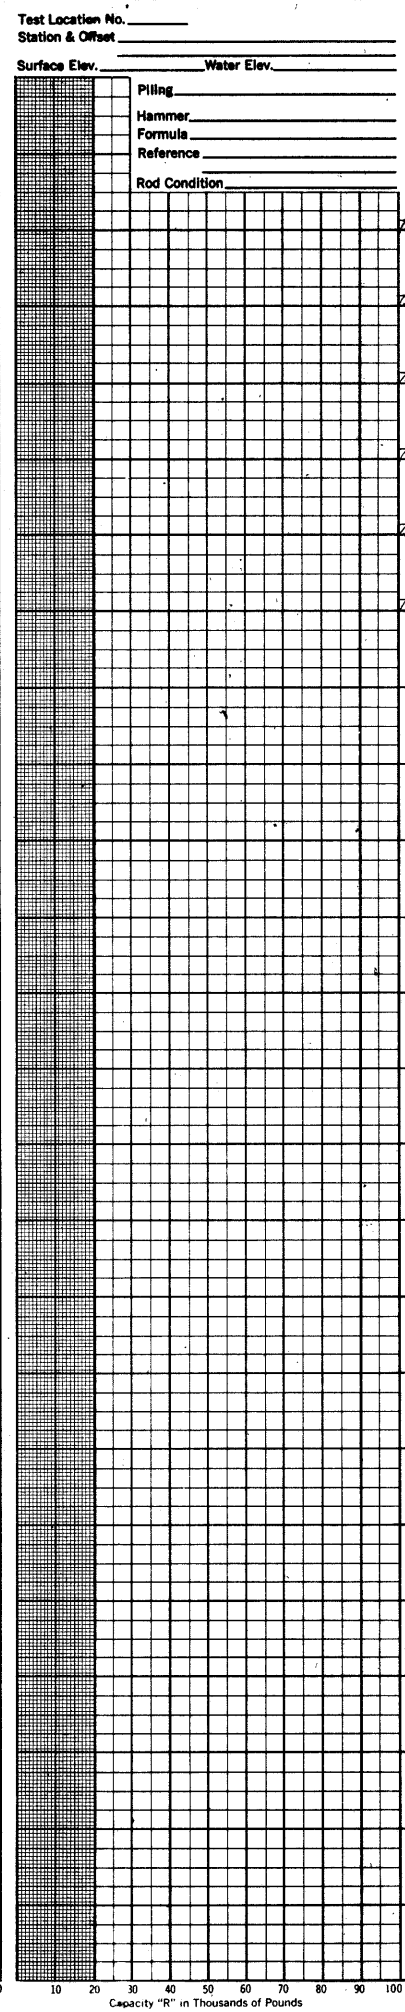 Test Location No.
Station & Offset
Surface Elev. Water Elev.
Piling
Hammer
Formula
Reference
Rod Condition
10 20 30 40 50 60 70 80 90 100
Capacity "R" in Thousands of Pounds